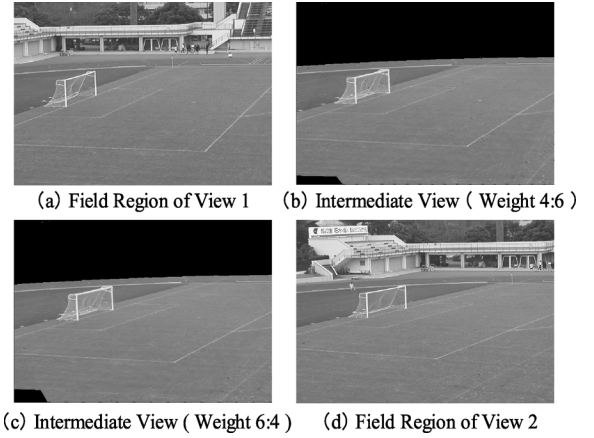 (a) Field Region of View 1
(b) Intermediate View ( Weight 4:6 )
(c) Intermediate View ( Weight 6:4 )
(d) Field Region of View 2